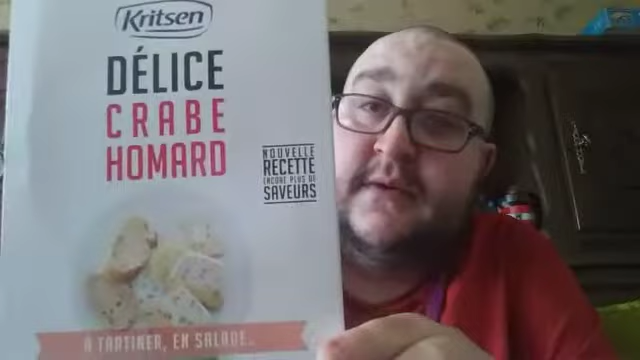 Kritsen
DÉLICE
CRABE
HOMARD
NOUVELLE
RECETTE
ENCORE PLUS DE
SAVEURS
À TARTINER, EN SALADE...